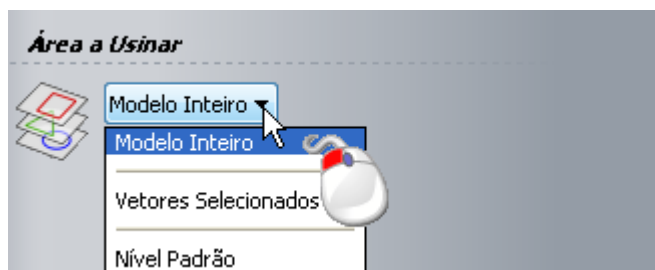 Área a Usinar
Modelo Inteiro
Modelo Inteiro
Vetores Selecionados
Nível Padrão